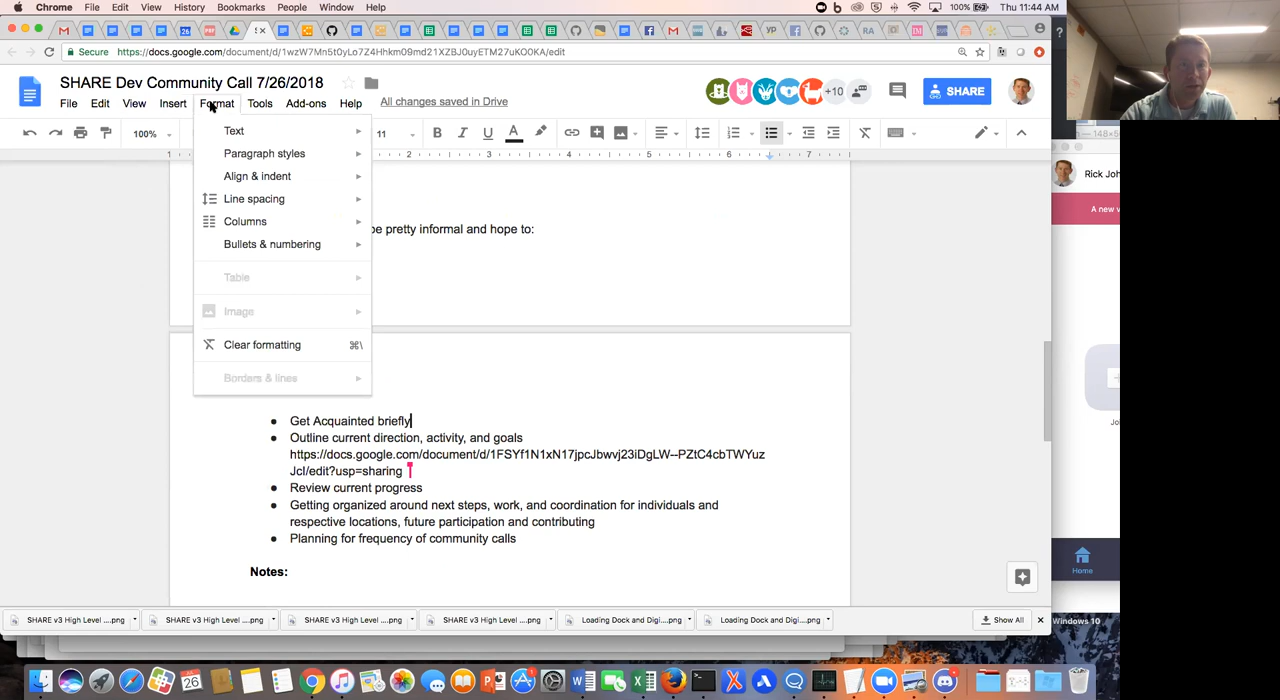 Chrome File Edit View History Bookmarks People Window Help 100% Thu 11:44 AM
Secure https://docs.google.com/document/d/1wzW7Mn5t0yLo7Z4Hhkm09md21XZBJ0uyETM27uKOOKA/edit
SHARE Dev Community Call 7/26/2018
File Edit View Insert Format Tools Add-ons Help All changes saved in Drive
+10
SHARE
100% 11
1 2 3 4 5 6 7
Text
Paragraph styles
Align & indent
Line spacing
Columns
Bullets & numbering
Table
Image
Clear formatting ⌘\
Borders & lines
be pretty informal and hope to:
● Get Acquainted briefly
● Outline current direction, activity, and goals
https://docs.google.com/document/d/1FSYf1N1xN17jpcJbwvj23iDgLW--PZtC4cbTWYuz
JcI/edit?usp=sharing
● Review current progress
● Getting organized around next steps, work, and coordination for individuals and
respective locations, future participation and contributing
● Planning for frequency of community calls
Notes:
Rick Joh
A new v
Home
Windows 10
SHARE v3 High Level ....png SHARE v3 High Level ....png SHARE v3 High Level ....png SHARE v3 High Level ....png Loading Dock and Digi....png Loading Dock and Digi....png Show All